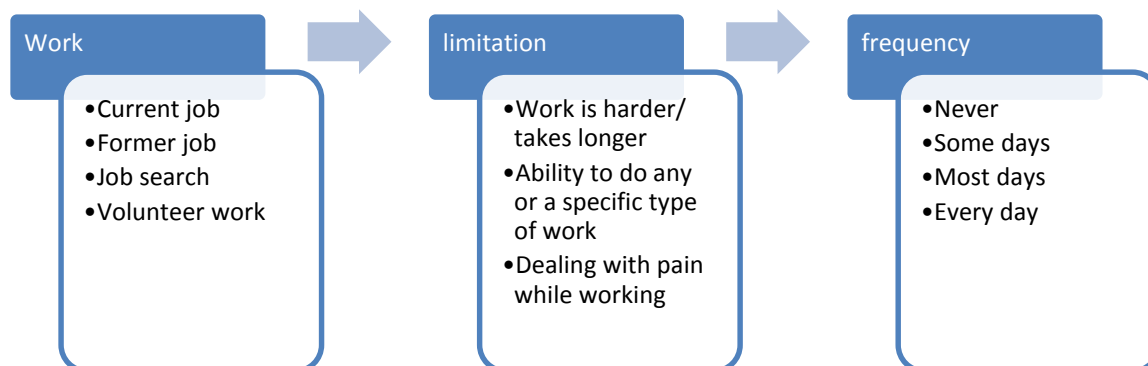 Work
•Current job
•Former job
•Job search
•Volunteer work
limitation
•Work is harder/
takes longer
•Ability to do any
or a specific type
of work
•Dealing with pain
while working
frequency
•Never
•Some days
•Most days
•Every day